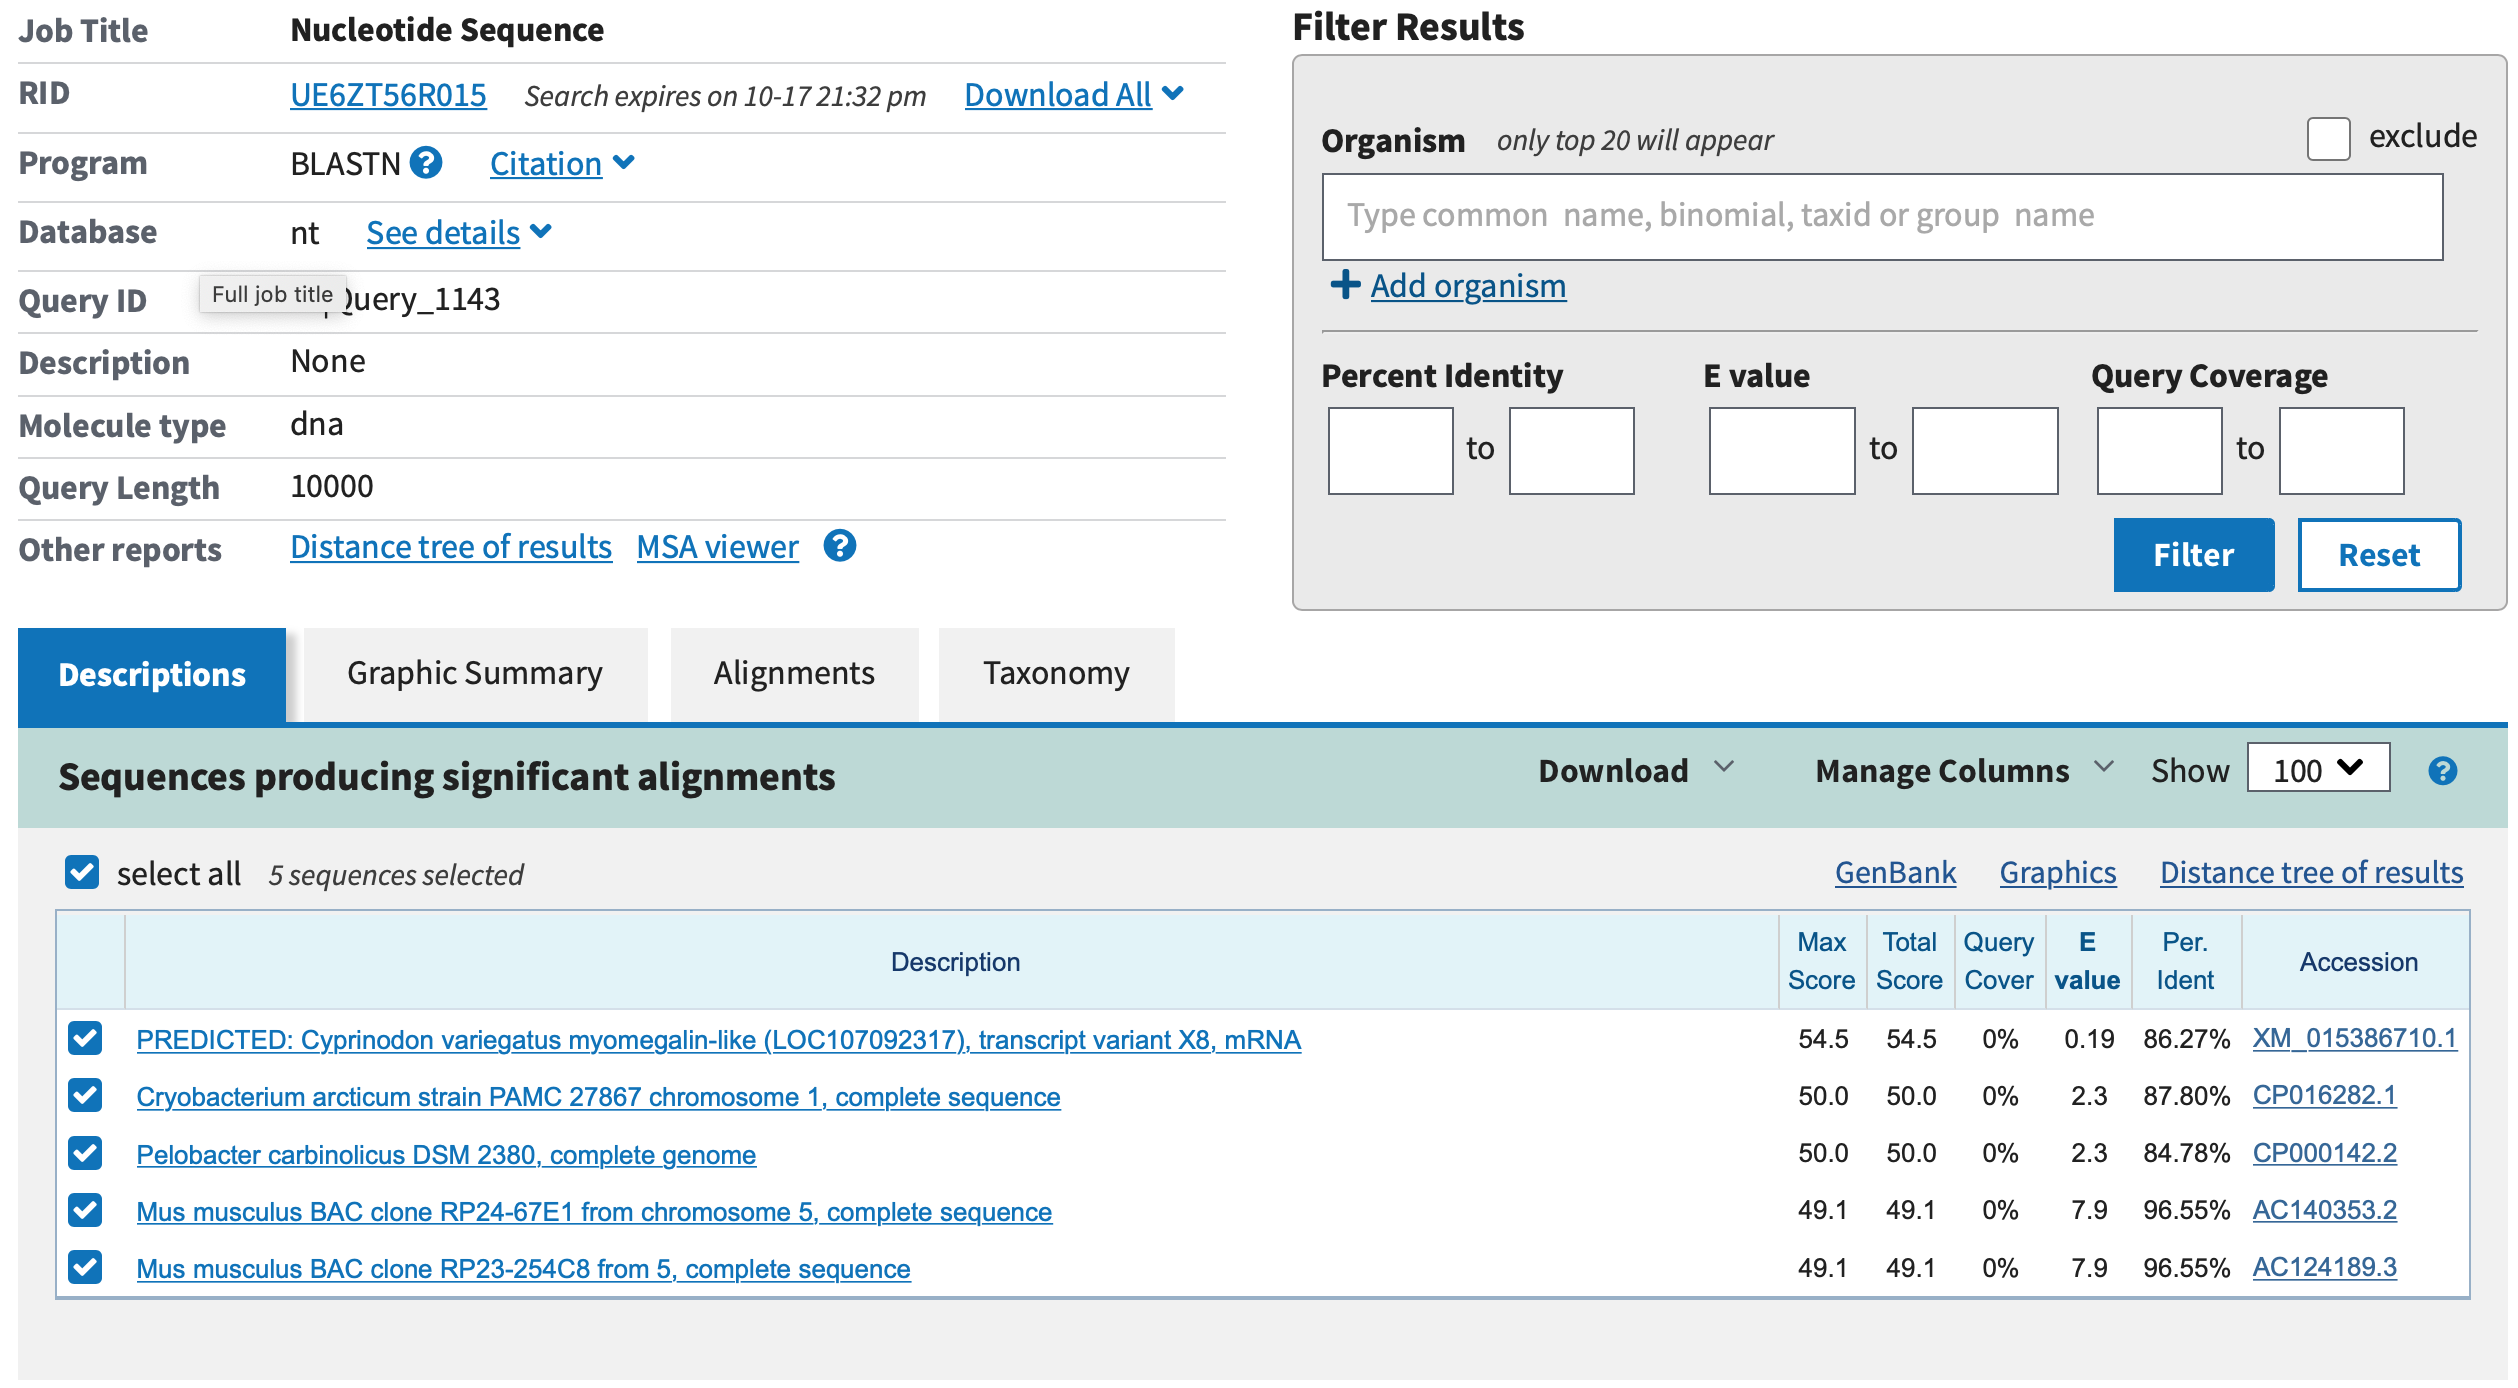 Job Title Nucleotide Sequence
RID UE6ZT56R015 Search expires on 10-17 21:32 pm Download All
Program BLASTN ? Citation
Database nt See details
Query ID Full job title Query_1143
Description None
Molecule type dna
Query Length 10000
Other reports Distance tree of results MSA viewer ?
Filter Results
Organism only top 20 will appear exclude
Type common name, binomial, taxid or group name
+ Add organism
Percent Identity E value Query Coverage
to to to
Filter Reset
Descriptions Graphic Summary Alignments Taxonomy
Sequences producing significant alignments Download Manage Columns Show 100 ?
select all 5 sequences selected GenBank Graphics Distance tree of results
Description Max Score Total Score Query Cover E value Per. Ident Accession
PREDICTED: Cyprinodon variegatus myomegalin-like (LOC107092317), transcript variant X8, mRNA 54.5 54.5 0% 0.19 86.27% XM_015386710.1
Cryobacterium arcticum strain PAMC 27867 chromosome 1, complete sequence 50.0 50.0 0% 2.3 87.80% CP016282.1
Pelobacter carbinolicus DSM 2380, complete genome 50.0 50.0 0% 2.3 84.78% CP000142.2
Mus musculus BAC clone RP24-67E1 from chromosome 5, complete sequence 49.1 49.1 0% 7.9 96.55% AC140353.2
Mus musculus BAC clone RP23-254C8 from 5, complete sequence 49.1 49.1 0% 7.9 96.55% AC124189.3